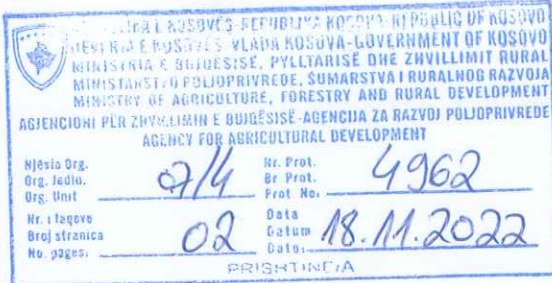 REPUBLIKA E KOSOVËS-REPUBLIKA KOSOVA-REPUBLIC OF KOSOVO
QEVERIA E KOSOVËS-VLADA KOSOVA-GOVERNMENT OF KOSOVO
MINISTRIA E BUJQËSISË, PYLLTARISË DHE ZHVILLIMIT RURAL
MINISTARSTVO POLJOPRIVREDE, ŠUMARSTVA I RURALNOG RAZVOJA
MINISTRY OF AGRICULTURE, FORESTRY AND RURAL DEVELOPMENT
AGJENCIONI PËR ZHVILLIMIN E BUJQËSISË-AGENCIJA ZA RAZVOJ POLJOPRIVREDE
AGENCY FOR AGRICULTURAL DEVELOPMENT
Njësia Org.
Org. Jedin.
Org. Unit
07/4
Nr. Prot.
Br Prot.
Prot No.
4962
Nr. i faqeve
Broj stranica
No. pages:
02
Data
Datum
Date:
18.11.2022
PRISHTINË/A